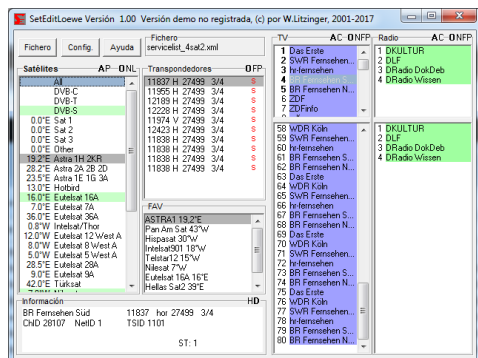 SetEditLoewe Versión 1.00 Versión demo no registrada, (c) por W.Litzinger, 2001-2017
Fichero Config. Ayuda
Fichero
servicelist_4sat2.xml
Satélites AP-ONL
All
DVB-C
DVB-T
DVB-S
0.0°E Sat 1
0.0°E Sat 2
0.0°E Sat 3
0.0°E Other
19.2°E Astra 1H 2KR
28.2°E Astra 2A 2B 2D
23.5°E Astra 1E 1G 3A
13.0°E Hotbird
16.0°E Eutelsat 16A
7.0°E Eutelsat 7A
36.0°E Eutelsat 36A
0.8°W Intelsat/Thor
12.0°W Eutelsat 12 West A
8.0°W Eutelsat 8 West A
5.0°W Eutelsat 5 West A
28.5°E Eutelsat 28A
9.0°E Eutelsat 9A
42.0°E Türksat
Transpondedores OFP
11837 H 27499 3/4 S
11955 H 27499 3/4 S
12189 H 27499 3/4 S
12228 H 27499 3/4 S
11974 V 27499 3/4 S
12423 H 27499 3/4 S
11838 H 27499 3/4 S
11838 H 27499 3/4 S
11838 H 27499 3/4 S
11838 H 27499 3/4 S
11838 H 27499 3/4 S
FAV
ASTRA1 19.2°E
Pan Am Sat 43°W
Hispasat 30°W
Intelsat901 18°W
Telstar12 15°W
Nilesat 7°W
Eutelsat 16A 16°E
Hellas Sat2 39°E
TV AC-ONFP
1 Das Erste
2 SWR Fernsehen...
3 hr-fernsehen
4 BR Fernsehen S...
5 BR Fernsehen N...
6 ZDF
7 ZDFinfo
58 WDR Köln
59 SWR Fernsehen...
60 hr-fernsehen
61 BR Fernsehen S...
62 BR Fernsehen N...
63 Das Erste
64 WDR Köln
65 SWR Fernsehen...
66 hr-fernsehen
67 BR Fernsehen S...
68 BR Fernsehen N...
69 Das Erste
70 WDR Köln
71 SWR Fernsehen...
72 hr-fernsehen
73 BR Fernsehen S...
74 BR Fernsehen N...
75 Das Erste
76 WDR Köln
77 SWR Fernsehen...
78 hr-fernsehen
79 BR Fernsehen S...
80 BR Fernsehen N...
Radio AC-ONFP
1 DKULTUR
2 DLF
3 DRadio DokDeb
4 DRadio Wissen
1 DKULTUR
2 DLF
3 DRadio DokDeb
4 DRadio Wissen
Información HD
BR Fernsehen Süd 11837 hor 27499 3/4
ChID 28107 NetID 1 TSID 1101
ST: 1